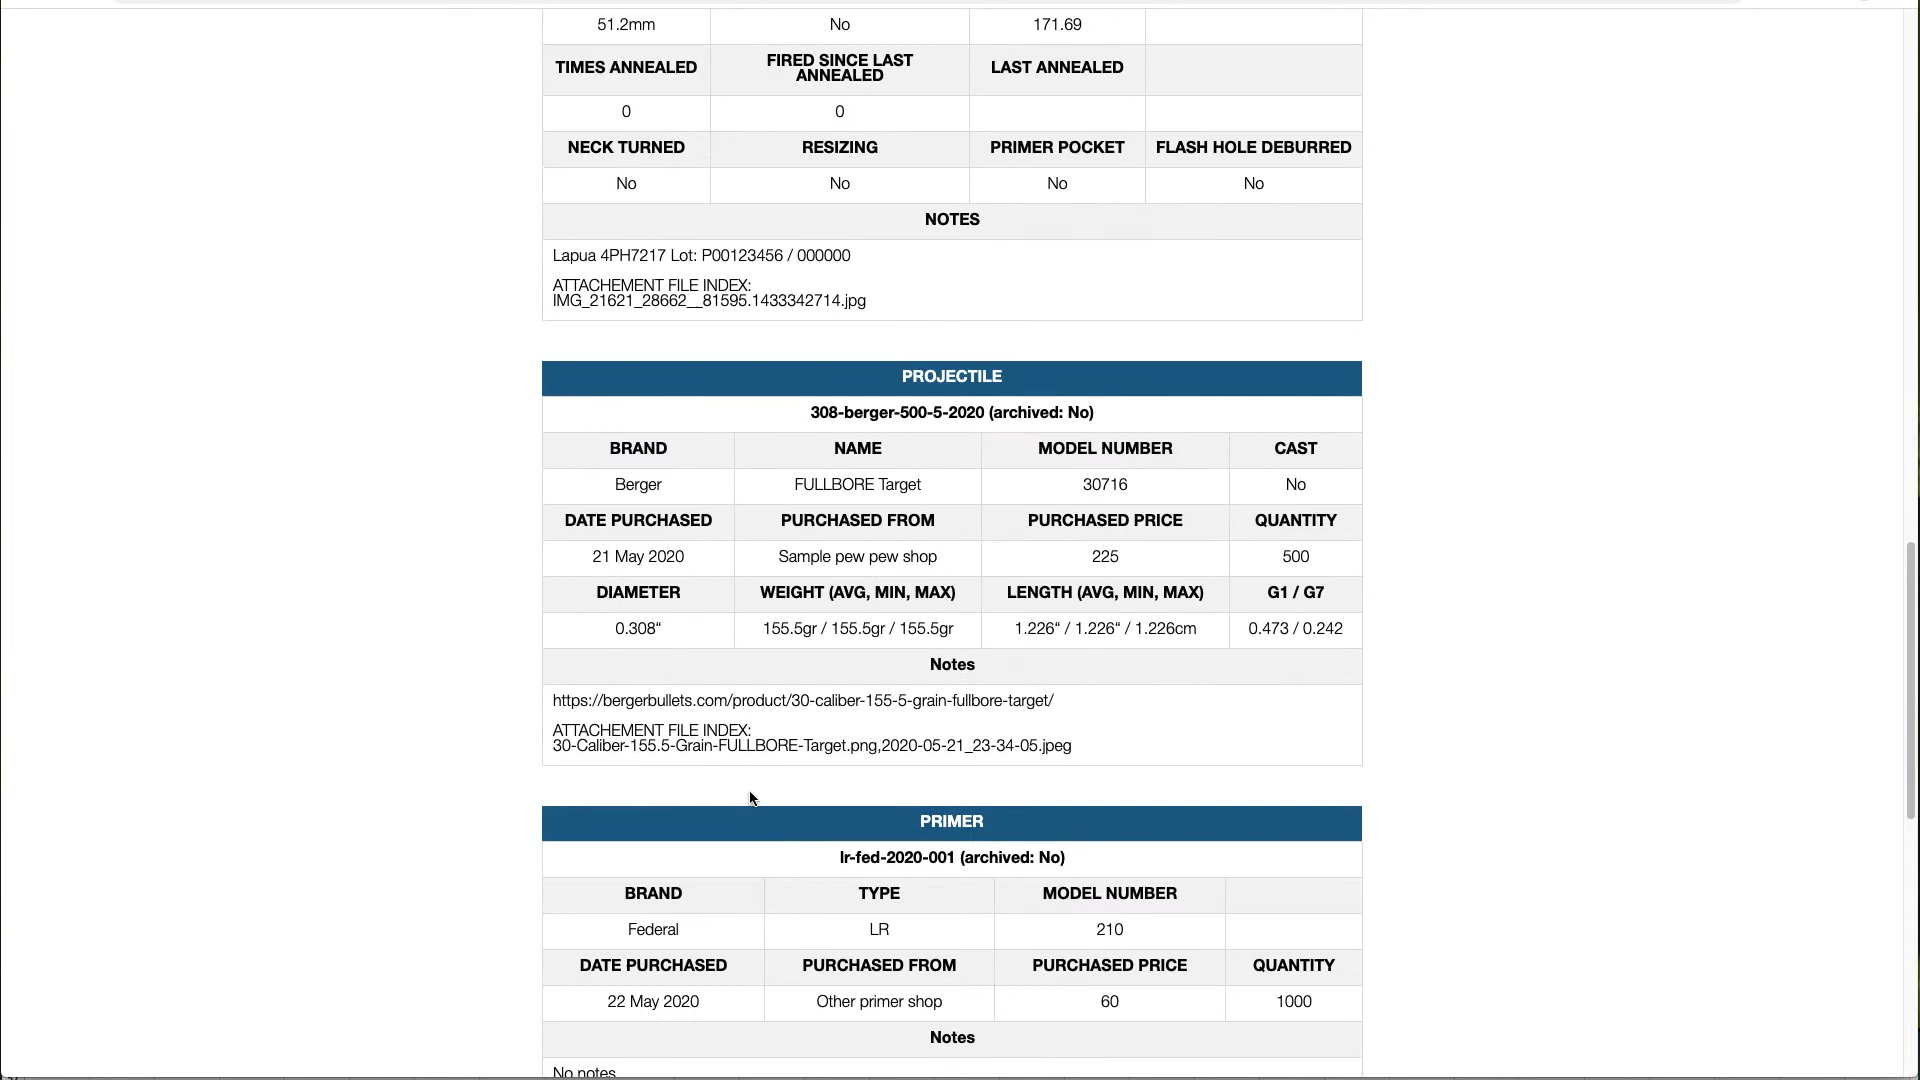 51.2mm No 171.69
TIMES ANNEALED FIRED SINCE LAST ANNEALED LAST ANNEALED
0 0
NECK TURNED RESIZING PRIMER POCKET FLASH HOLE DEBURRED
No No No No
NOTES
Lapua 4PH7217 Lot: P00123456 / 000000
ATTACHEMENT FILE INDEX:
IMG_21621_28662__81595.1433342714.jpg
PROJECTILE
308-berger-500-5-2020 (archived: No)
BRAND NAME MODEL NUMBER CAST
Berger FULLBORE Target 30716 No
DATE PURCHASED PURCHASED FROM PURCHASED PRICE QUANTITY
21 May 2020 Sample pew pew shop 225 500
DIAMETER WEIGHT (AVG, MIN, MAX) LENGTH (AVG, MIN, MAX) G1 / G7
0.308“ 155.5gr / 155.5gr / 155.5gr 1.226“ / 1.226“ / 1.226cm 0.473 / 0.242
Notes
https://bergerbullets.com/product/30-caliber-155-5-grain-fullbore-target/
ATTACHEMENT FILE INDEX:
30-Caliber-155.5-Grain-FULLBORE-Target.png,2020-05-21_23-34-05.jpeg
PRIMER
lr-fed-2020-001 (archived: No)
BRAND TYPE MODEL NUMBER
Federal LR 210
DATE PURCHASED PURCHASED FROM PURCHASED PRICE QUANTITY
22 May 2020 Other primer shop 60 1000
Notes
No notes